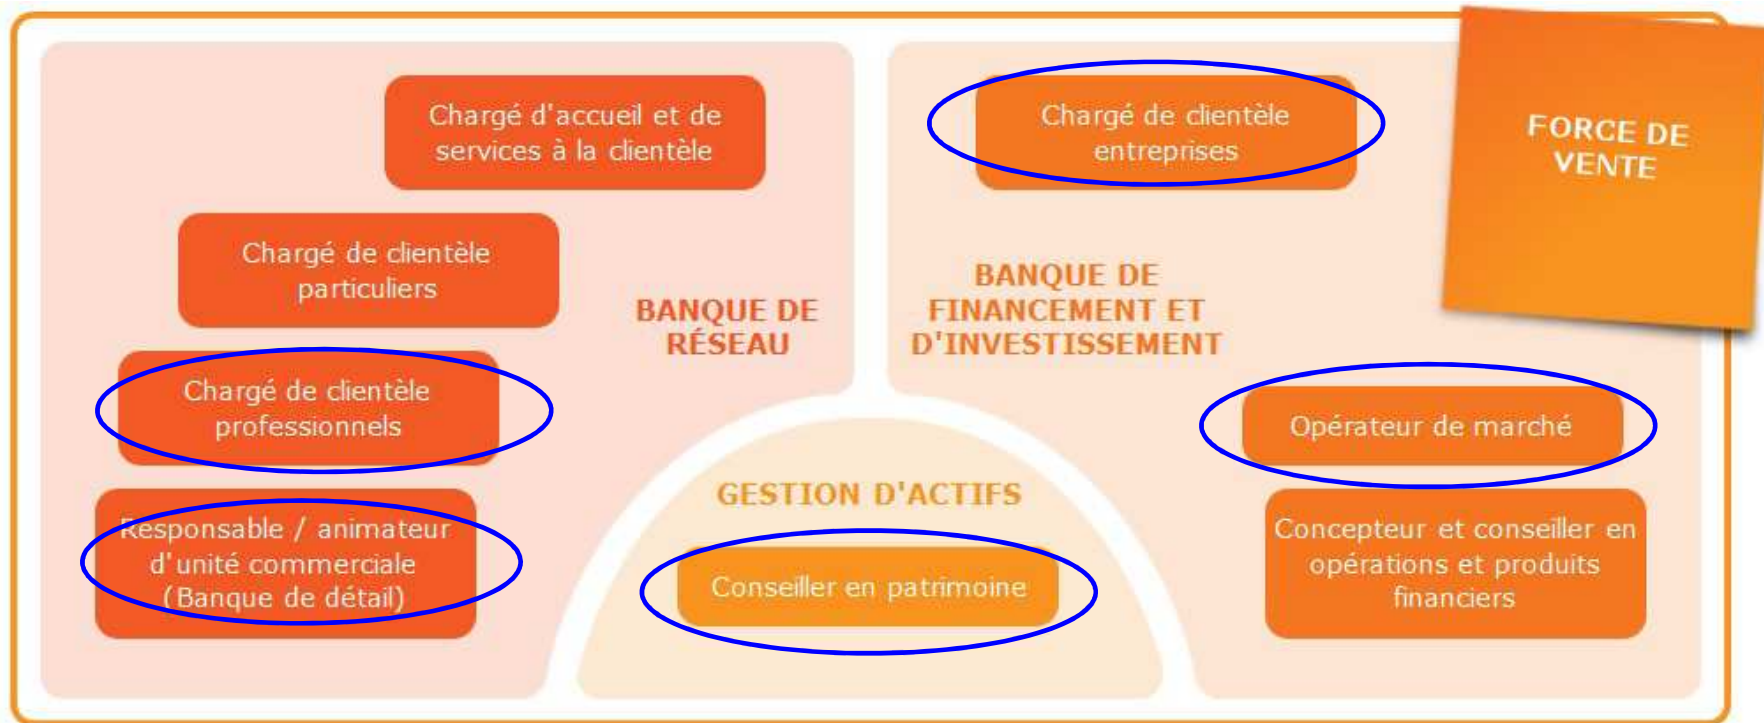 Chargé d'accueil et de
services à la clientèle
Chargé de clientèle
particuliers
Chargé de clientèle
professionnels
Responsable / animateur
d'unité commerciale
(Banque de détail)
BANQUE DE
RÉSEAU
Chargé de clientèle
entreprises
BANQUE DE
FINANCEMENT ET
D'INVESTISSEMENT
Opérateur de marché
Concepteur et conseiller en
opérations et produits
financiers
GESTION D'ACTIFS
Conseiller en patrimoine
FORCE DE
VENTE